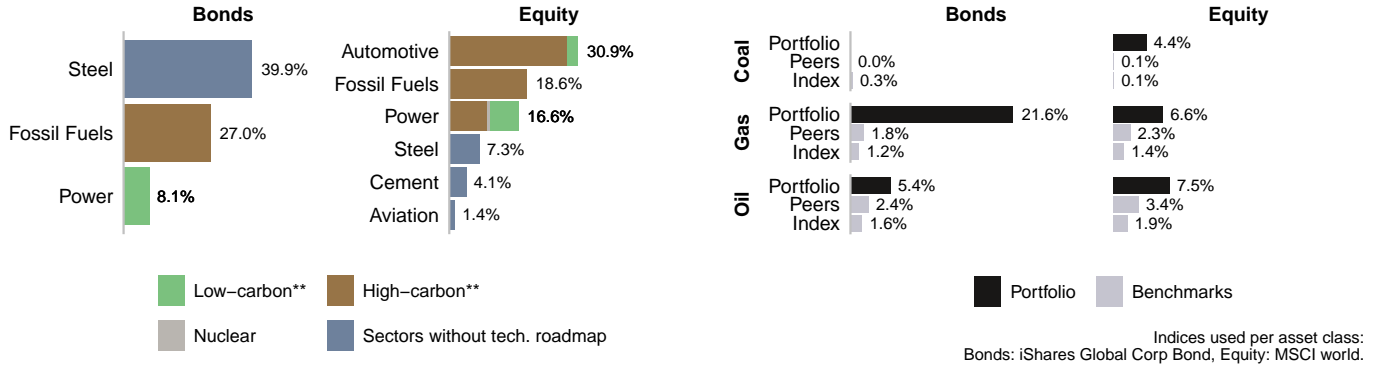 Bonds
Steel 39.9%
Fossil Fuels 27.0%
Power 8.1%
Equity
Automotive 30.9%
Fossil Fuels 18.6%
Power 16.6%
Steel 7.3%
Cement 4.1%
Aviation 1.4%
Low−carbon** High−carbon**
Nuclear Sectors without tech. roadmap
Bonds Equity
Coal
Portfolio 4.4%
Peers 0.0% 0.1%
Index 0.3% 0.1%
Gas
Portfolio 21.6% 6.6%
Peers 1.8% 2.3%
Index 1.2% 1.4%
Oil
Portfolio 5.4% 7.5%
Peers 2.4% 3.4%
Index 1.6% 1.9%
Portfolio Benchmarks
Indices used per asset class:
Bonds: iShares Global Corp Bond, Equity: MSCI world.